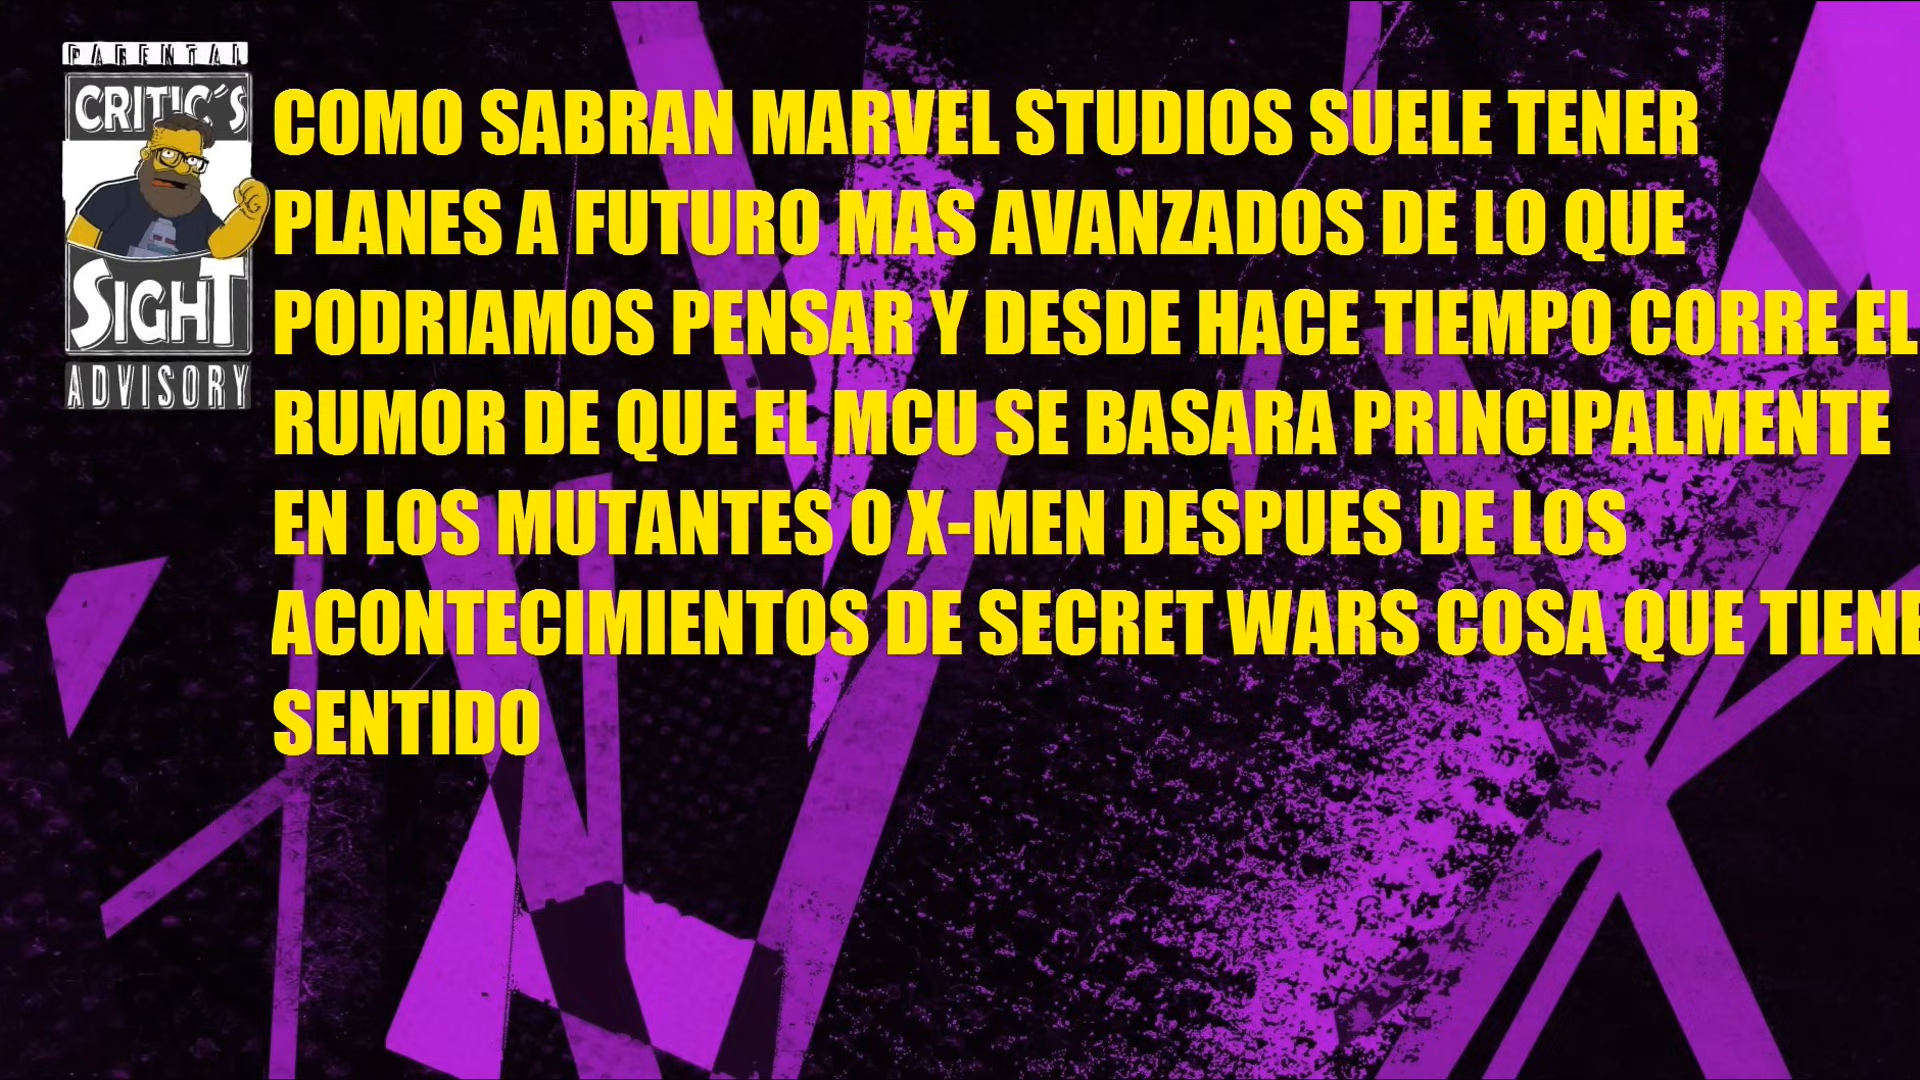 PARENTAL
CRITIC´S
SIGHT
ADVISORY
COMO SABRAN MARVEL STUDIOS SUELE TENER
PLANES A FUTURO MAS AVANZADOS DE LO QUE
PODRIAMOS PENSAR Y DESDE HACE TIEMPO CORRE EL
RUMOR DE QUE EL MCU SE BASARA PRINCIPALMENTE
EN LOS MUTANTES O X-MEN DESPUES DE LOS
ACONTECIMIENTOS DE SECRET WARS COSA QUE TIENE
SENTIDO